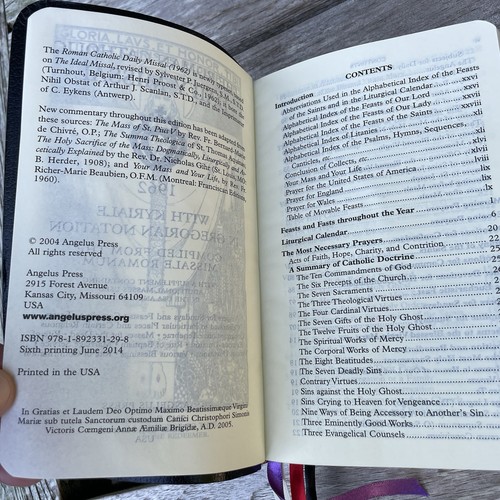 The Roman Catholic Daily Missal (1962) is newly typeset
on The Ideal Missal, revised by Sylvester P. Juergens, S.M., S.T.D.
(Turnhout, Belgium: Henri Proost & Co., 1962), with the
Nihil Obstat of Arthur J. Scanlan, S.T.D., and the Imprimatur
of C. Eykens (Antwerp).
New commentary throughout this edition has been adapted from
these sources: The Mass of St. Pius V by Rev. Fr. Bernard-Marie
de Chivré, O.P.; The Summa Theologica of St. Thomas Aquinas;
The Holy Sacrifice of the Mass: Dogmatically, Liturgically, and As-
cetically Explained by the Rev. Dr. Nicholas Gihr (St. Louis:
B. Herder, 1908); and Your Mass and Your Life, by Rev. Fr.
Richer-Marie Beaubien, O.F.M. (Montreal: Franciscan Editions,
1960).
© 2004 Angelus Press
All rights reserved
Angelus Press
2915 Forest Avenue
Kansas City, Missouri 64109
USA
www.angeluspress.org
ISBN 978-1-892331-29-8
Sixth printing June 2014
Printed in the USA
In Gratias et Laudem Deo Optimo Maximo Beatissimæque Virgini
Mariæ sub tutela Sanctorum custodum Canici Christophori Simonis
Victoris Cœmgeni Annæ Æmiliæ Brigidæ, A.D. 2005.
CONTENTS
Introduction
Abbreviations Used in the Alphabetical Index of the Feasts
of the Saints and in the Liturgical Calendar xxvi
Alphabetical Index of the Feasts of Our Lord xxvi
Alphabetical Index of the Feasts of Our Lady
Alphabetical Index of the Feasts of the Saints
Alphabetical Index of Litanies
Alphabetical Index of the Psalms, Hymns, Sequences,
Canticles, etc.
Conclusion of Collects, etc.
Your Mass and Your Life
Prayer for the United States of America
Prayer for England
Prayer for Wales
Table of Movable Feasts
Feasts and Fasts throughout the Year 1
Liturgical Calendar 6
The Most Necessary Prayers
Acts of Faith, Hope, Charity, and Contrition 22
A Summary of Catholic Doctrine
The Ten Commandments of God
The Six Precepts of the Church
The Seven Sacraments
The Three Theological Virtues
The Four Cardinal Virtues
The Seven Gifts of the Holy Ghost
The Twelve Fruits of the Holy Ghost
The Spiritual Works of Mercy
The Corporal Works of Mercy
The Eight Beatitudes
The Seven Deadly Sins
Contrary Virtues
Sins against the Holy Ghost
Sins Crying to Heaven for Vengeance
Nine Ways of Being Accessory to Another's Sin
Three Eminently Good Works
Three Evangelical Counsels